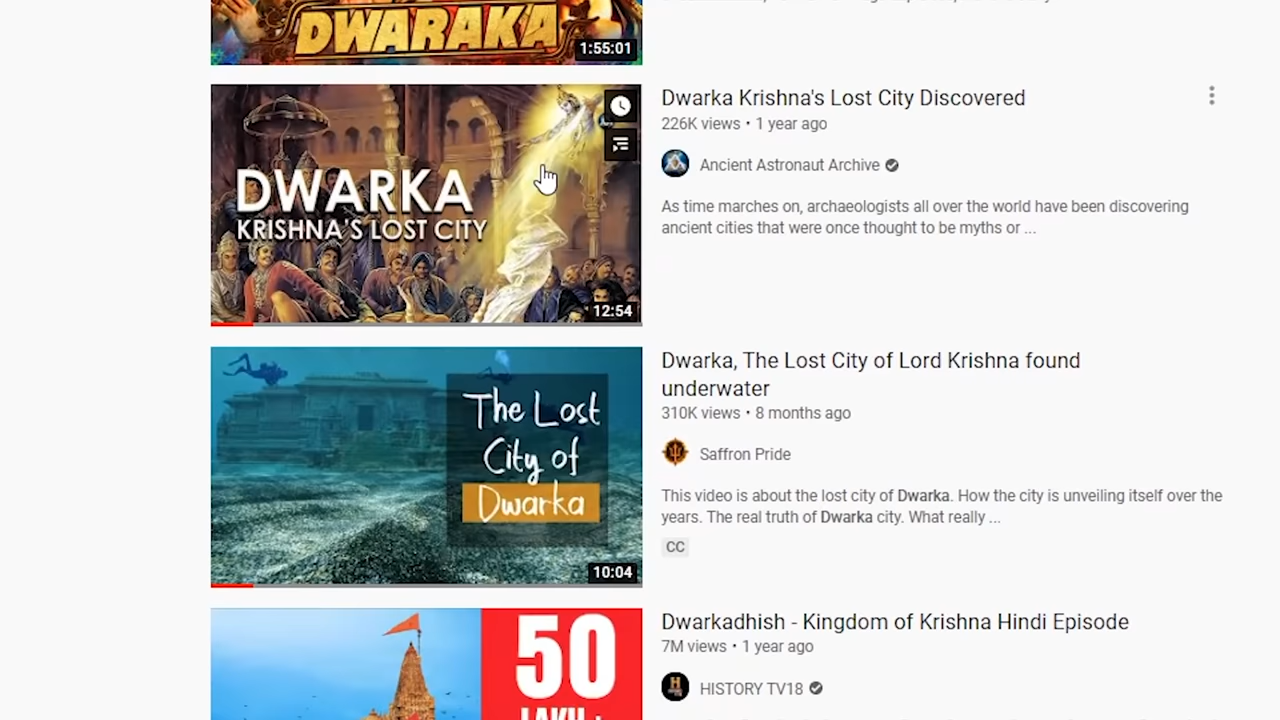 DWARAKA
1:55:01
DWARKA
KRISHNA'S LOST CITY
12:54
Dwarka Krishna's Lost City Discovered
226K views • 1 year ago
Ancient Astronaut Archive
As time marches on, archaeologists all over the world have been discovering
ancient cities that were once thought to be myths or ...
The Lost
City of
Dwarka
10:04
Dwarka, The Lost City of Lord Krishna found
underwater
310K views • 8 months ago
Saffron Pride
This video is about the lost city of Dwarka. How the city is unveiling itself over the
years. The real truth of Dwarka city. What really ...
CC
50
LAKH +
Dwarkadhish - Kingdom of Krishna Hindi Episode
7M views • 1 year ago
H
HISTORY TV18